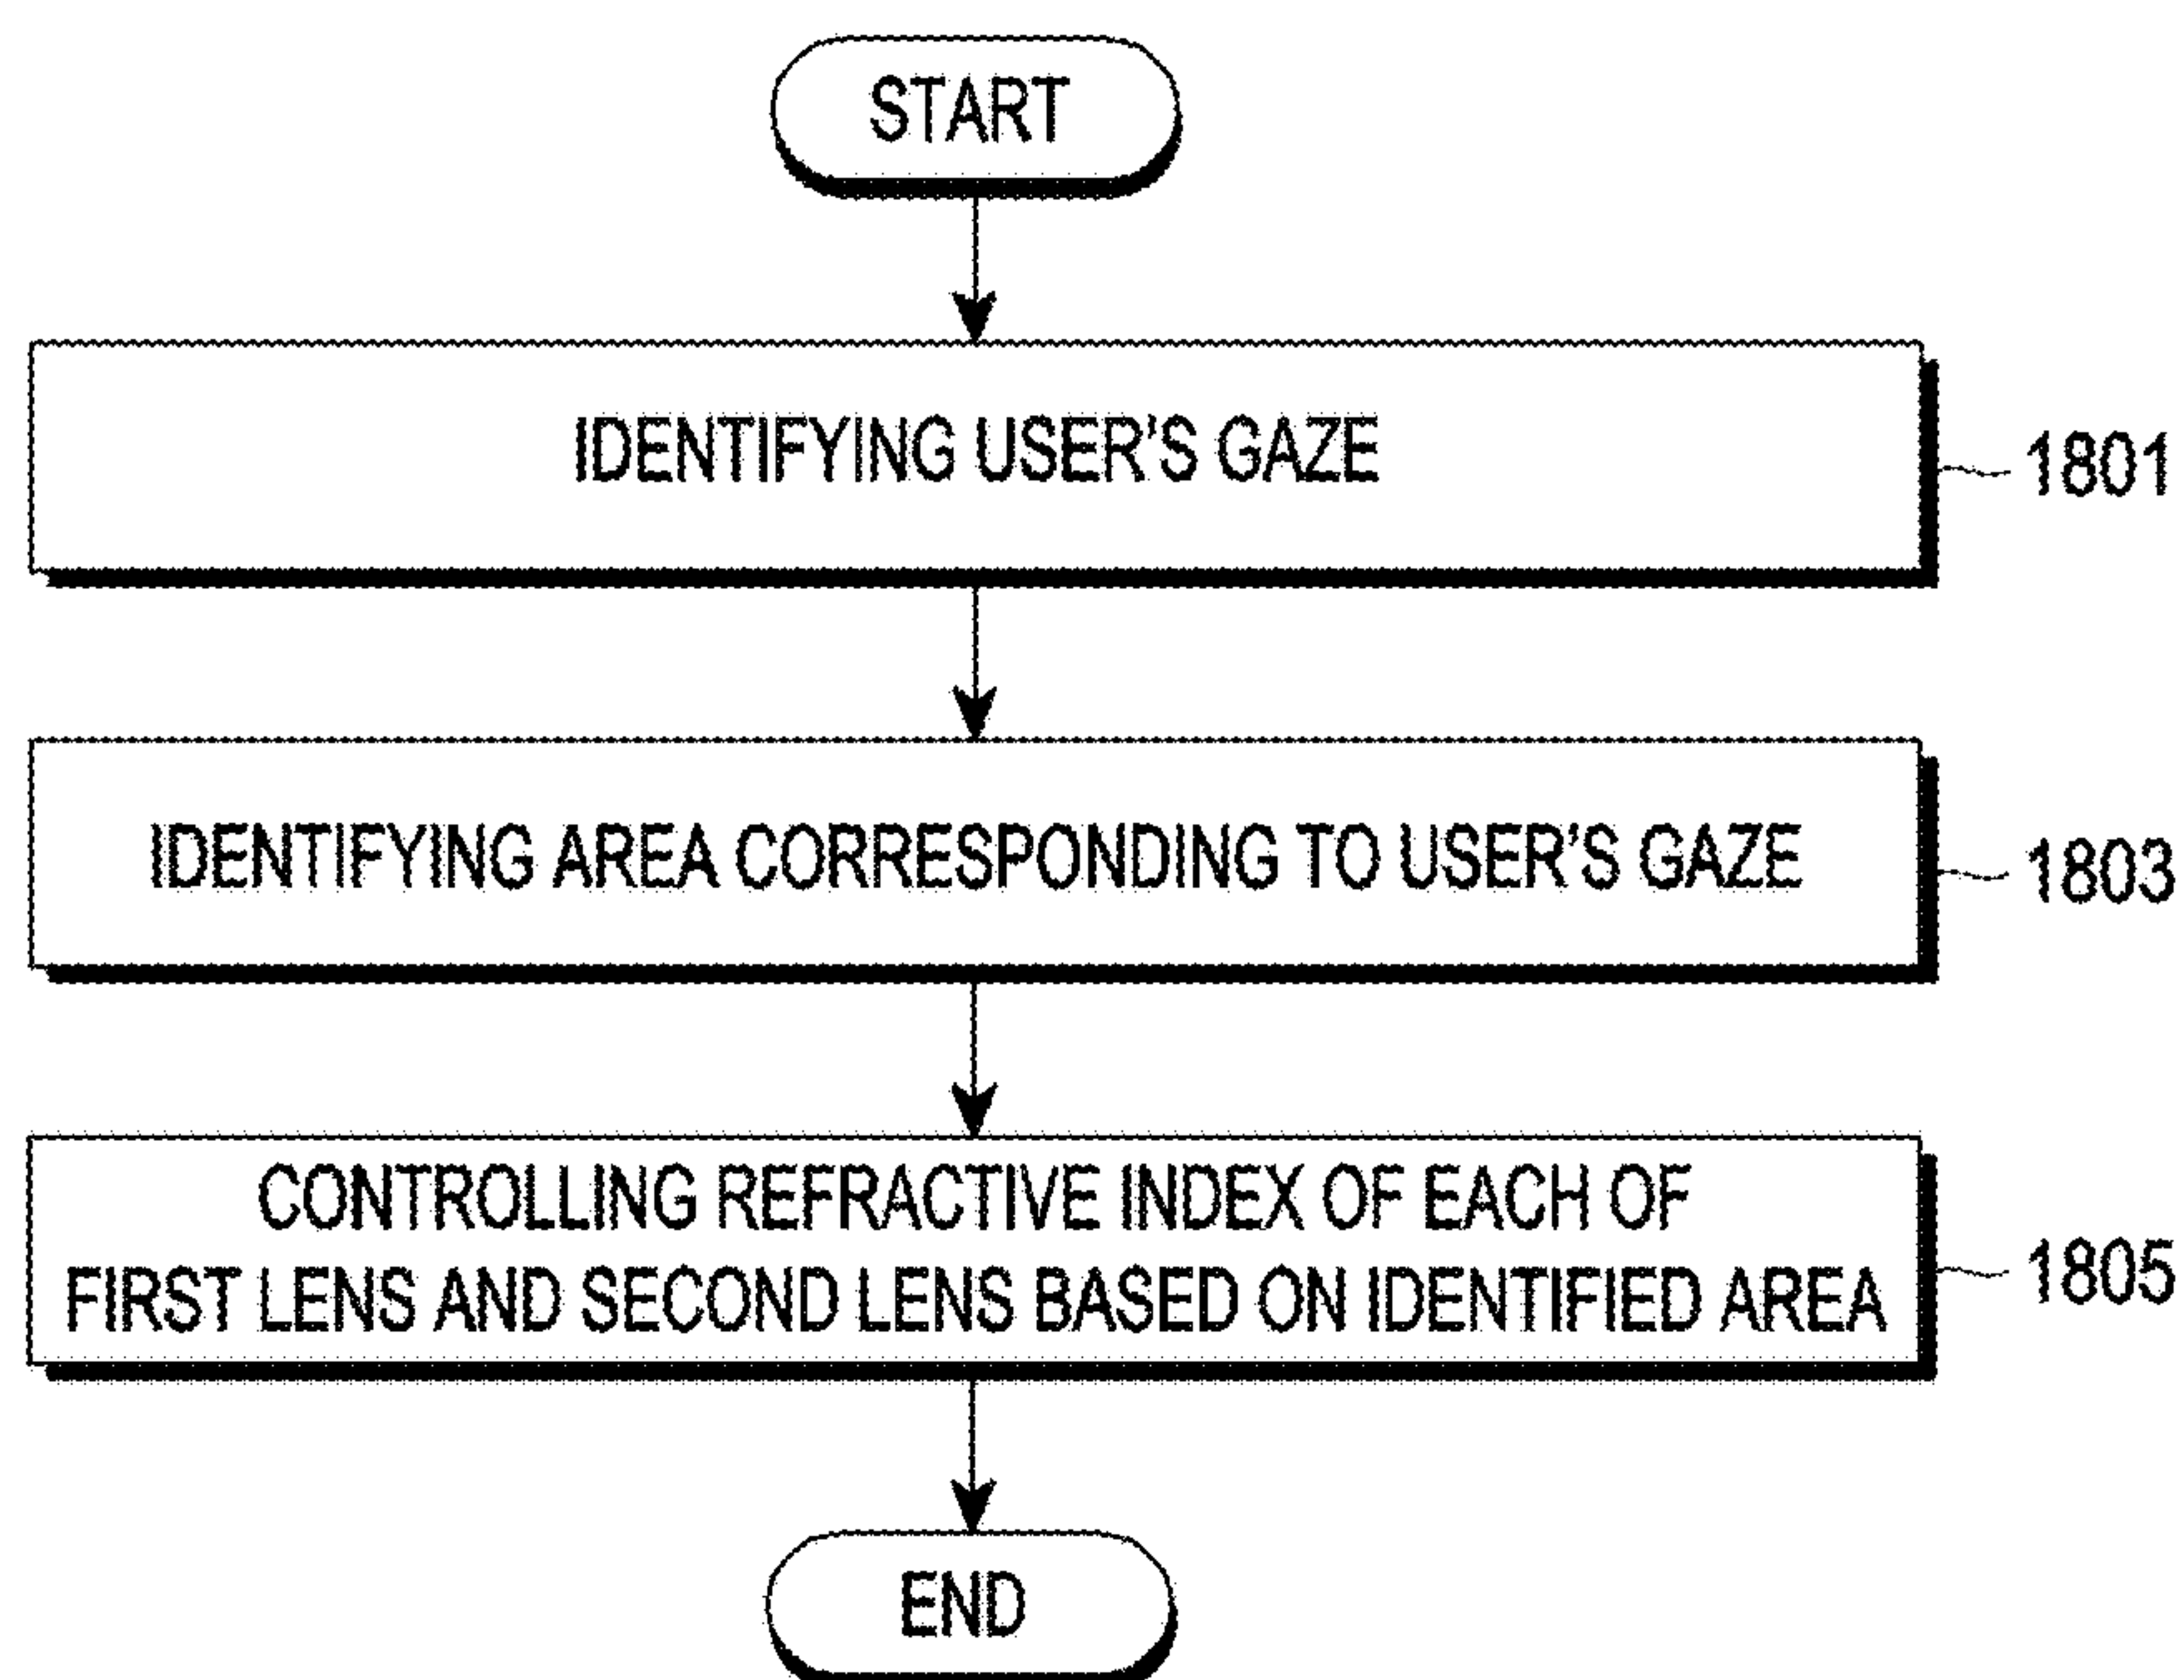 START
IDENTIFYING USER'S GAZE
1801
IDENTIFYING AREA CORRESPONDING TO USER'S GAZE
1803
CONTROLLING REFRACTIVE INDEX OF EACH OF
FIRST LENS AND SECOND LENS BASED ON IDENTIFIED AREA
1805
END